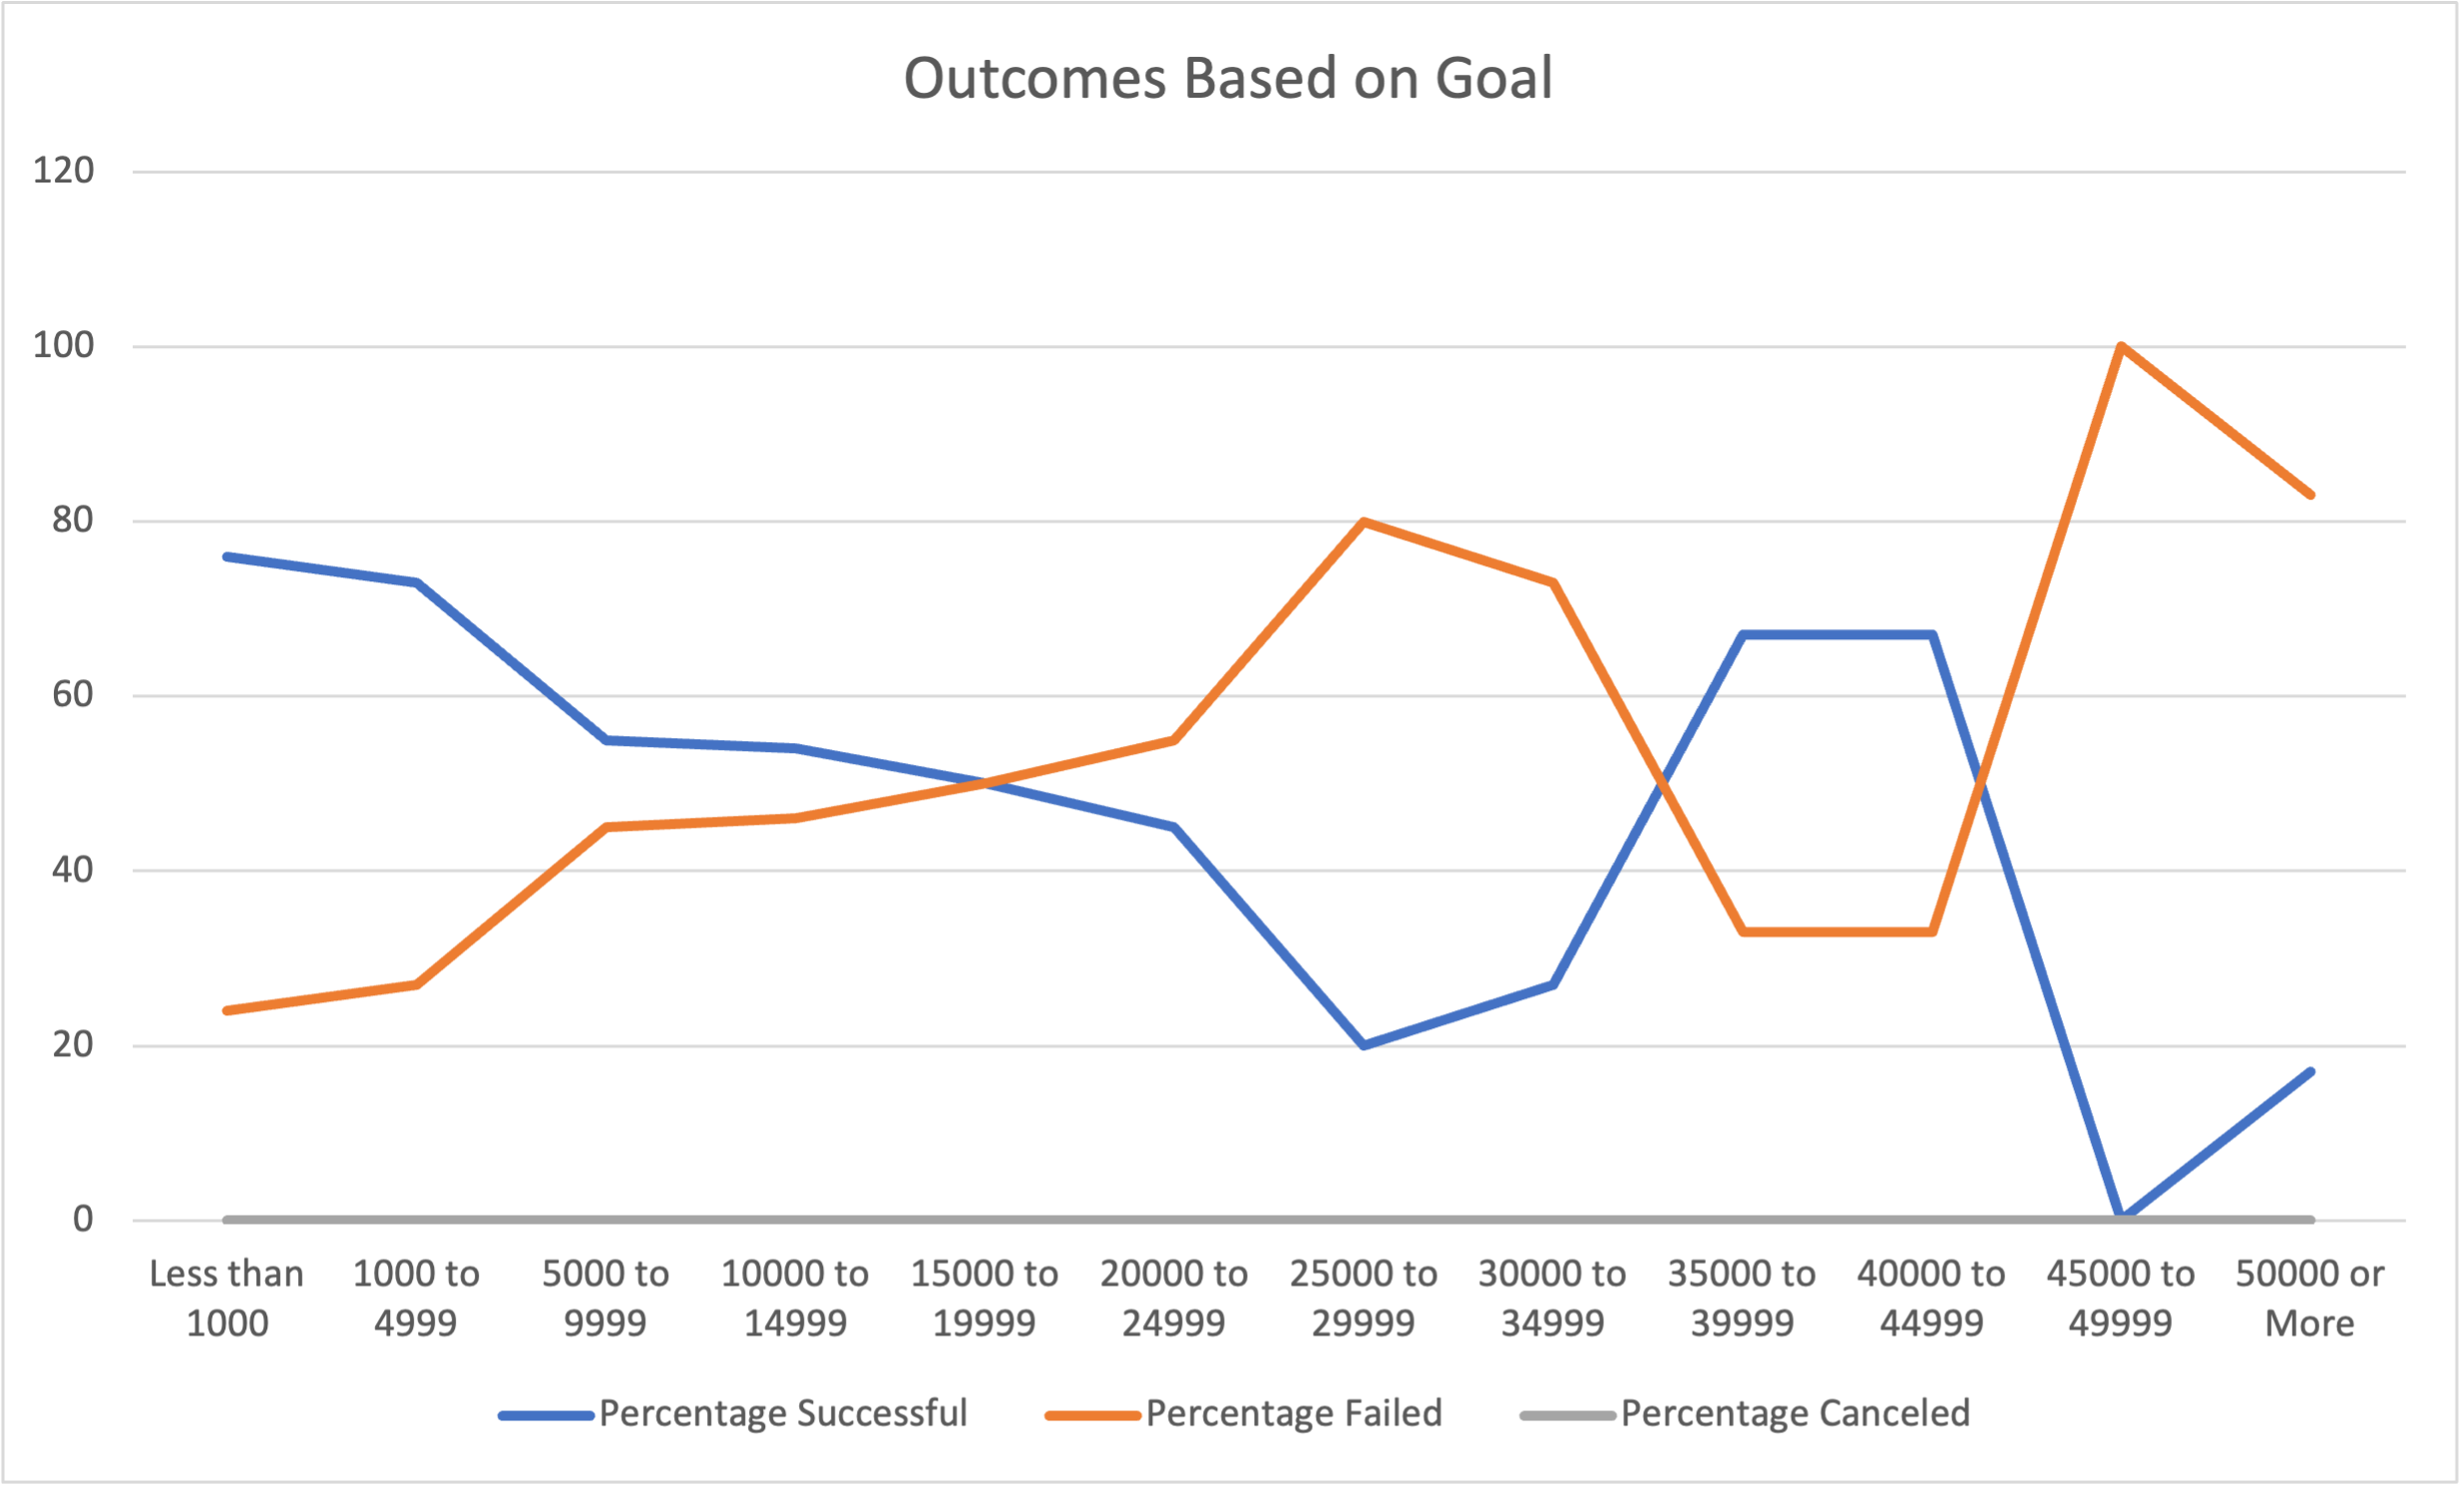 Outcomes Based on Goal
120
100
80
60
40
20
0
Less than 1000 to 5000 to 10000 to 15000 to 20000 to 25000 to 30000 to 35000 to 40000 to 45000 to 50000 or
1000 4999 9999 14999 19999 24999 29999 34999 39999 44999 49999 More
Percentage Successful Percentage Failed Percentage Canceled